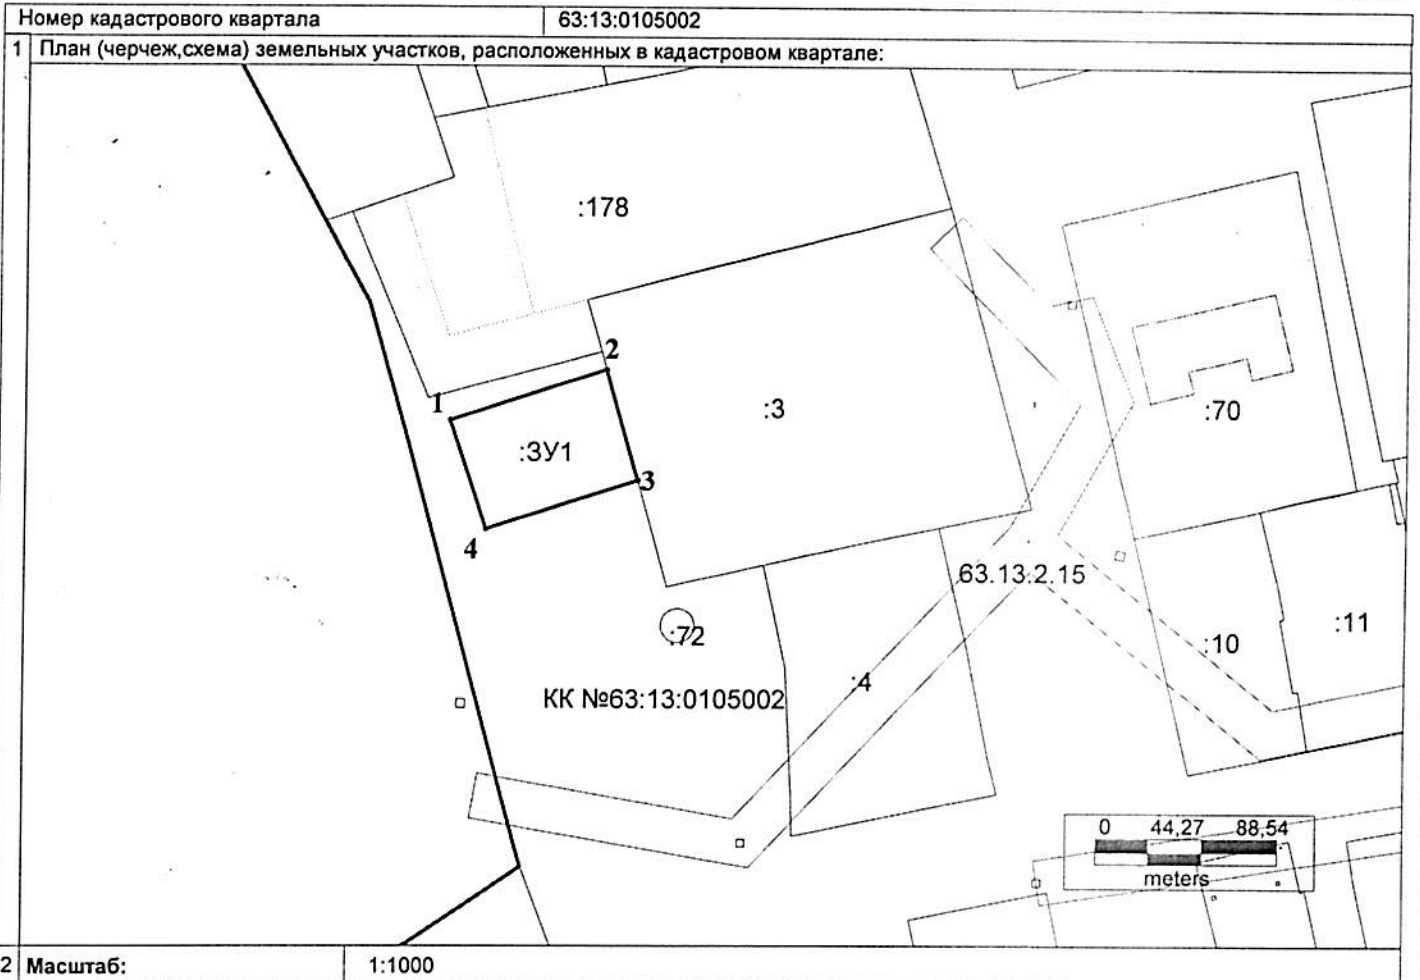 Номер кадастрового квартала 63:13:0105002
1 План (чертеж,схема) земельных участков, расположенных в кадастровом квартале:
:178
2
1
:3
:70
:ЗУ1
3
4
63.13.2.15
:72
:10
:11
:4
КК №63:13:0105002
0 44,27 88,54
meters
2 Масштаб: 1:1000